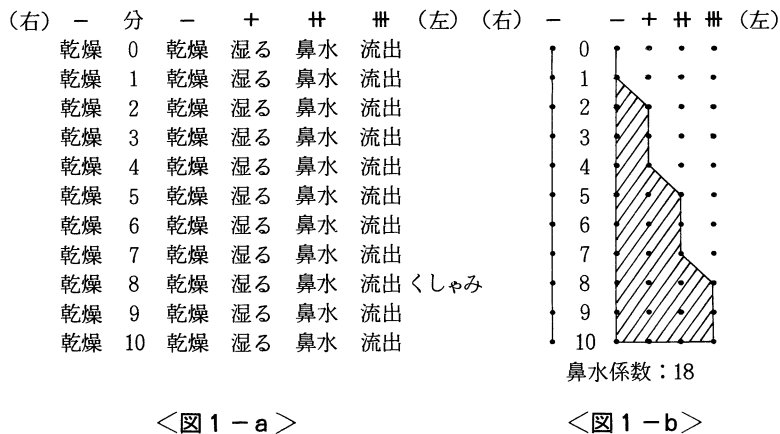 (右) − 分 − + ⧺ ⧻ (左)
乾燥 0 乾燥 湿る 鼻水 流出
乾燥 1 乾燥 湿る 鼻水 流出
乾燥 2 乾燥 湿る 鼻水 流出
乾燥 3 乾燥 湿る 鼻水 流出
乾燥 4 乾燥 湿る 鼻水 流出
乾燥 5 乾燥 湿る 鼻水 流出
乾燥 6 乾燥 湿る 鼻水 流出
乾燥 7 乾燥 湿る 鼻水 流出
乾燥 8 乾燥 湿る 鼻水 流出 くしゃみ
乾燥 9 乾燥 湿る 鼻水 流出
乾燥 10 乾燥 湿る 鼻水 流出
<図1−a>
(右) − − + ⧺ ⧻ (左)
0
1
2
3
4
5
6
7
8
9
10
鼻水係数:18
<図1−b>